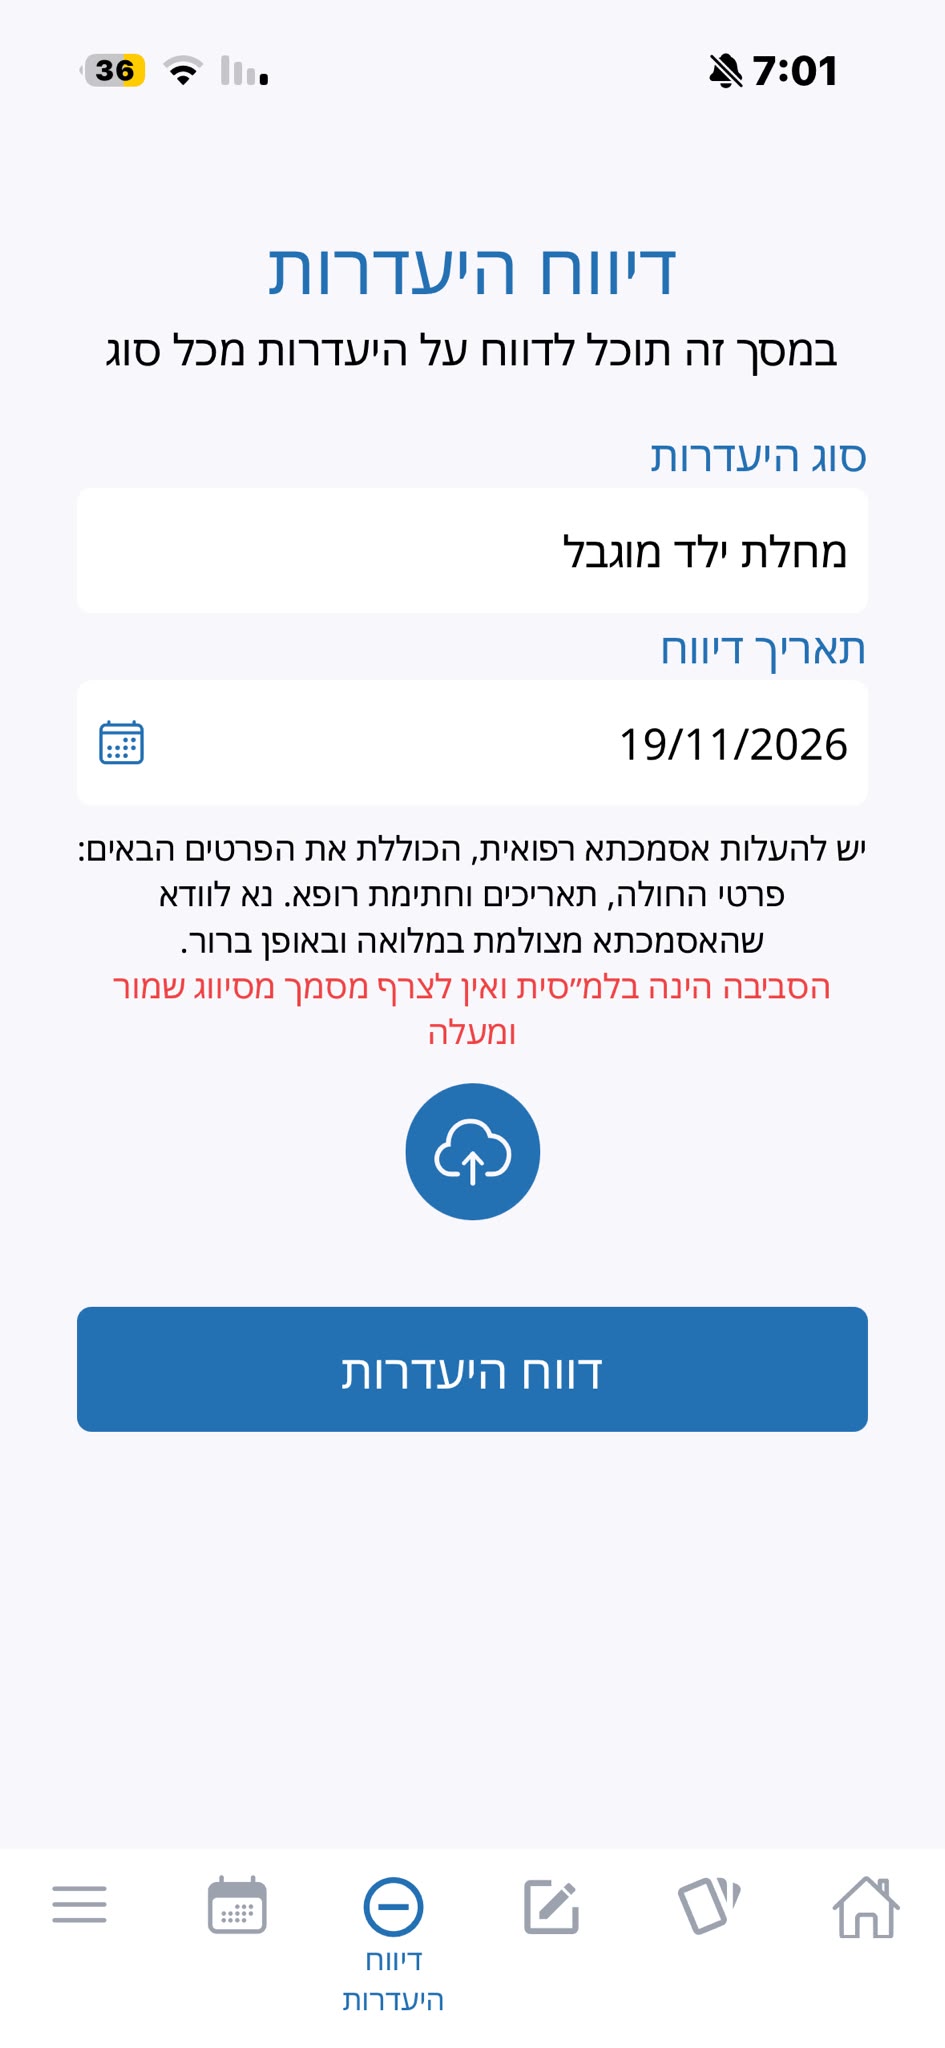 7:01
36
דיווח היעדרות
במסך זה תוכל לדווח על היעדרות מכל סוג
סוג היעדרות
מחלת ילד מוגבל
תאריך דיווח
19/11/2026
יש להעלות אסמכתא רפואית, הכוללת את הפרטים הבאים:
פרטי החולה, תאריכים וחתימת רופא. נא לוודא
שהאסמכתא מצולמת במלואה ובאופן ברור.
הסביבה הינה בלמ״סית ואין לצרף מסמך מסיווג שמור
ומעלה
דווח היעדרות
דיווח
היעדרות